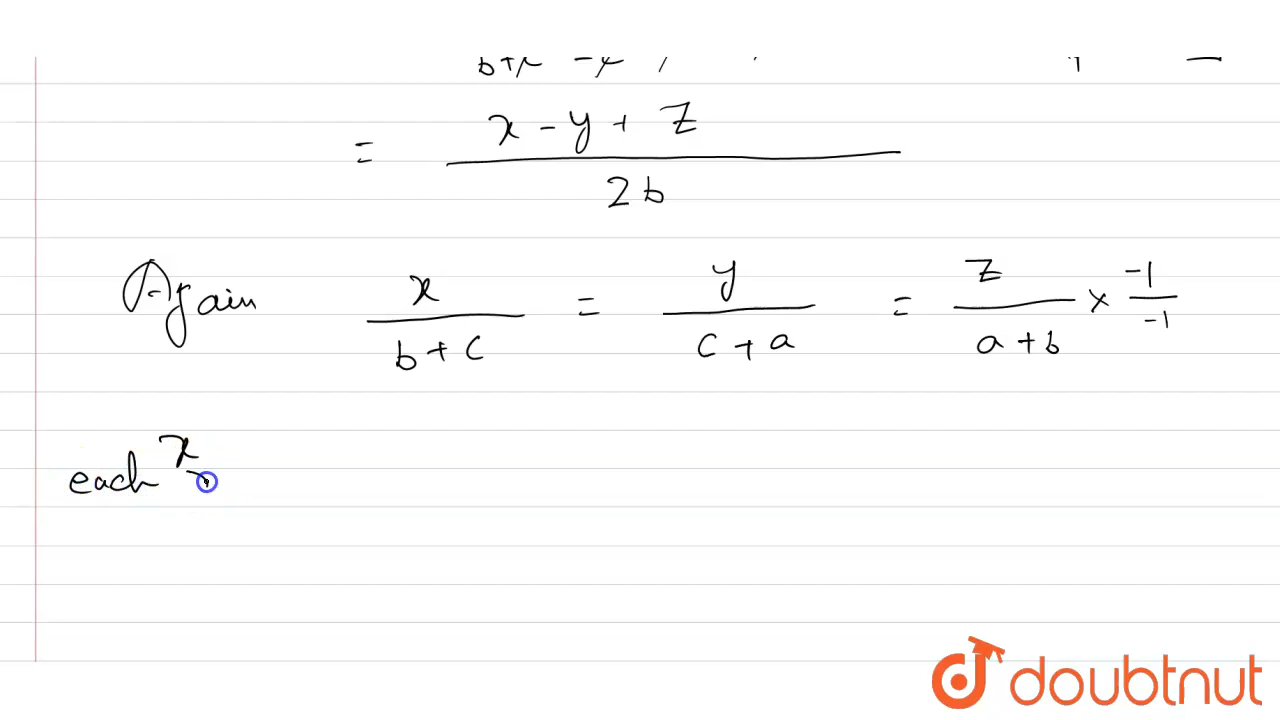 = x - y + z / 2b
Again x / b + c = y / c + a = z / a + b × -1 / -1
each x
doubtnut